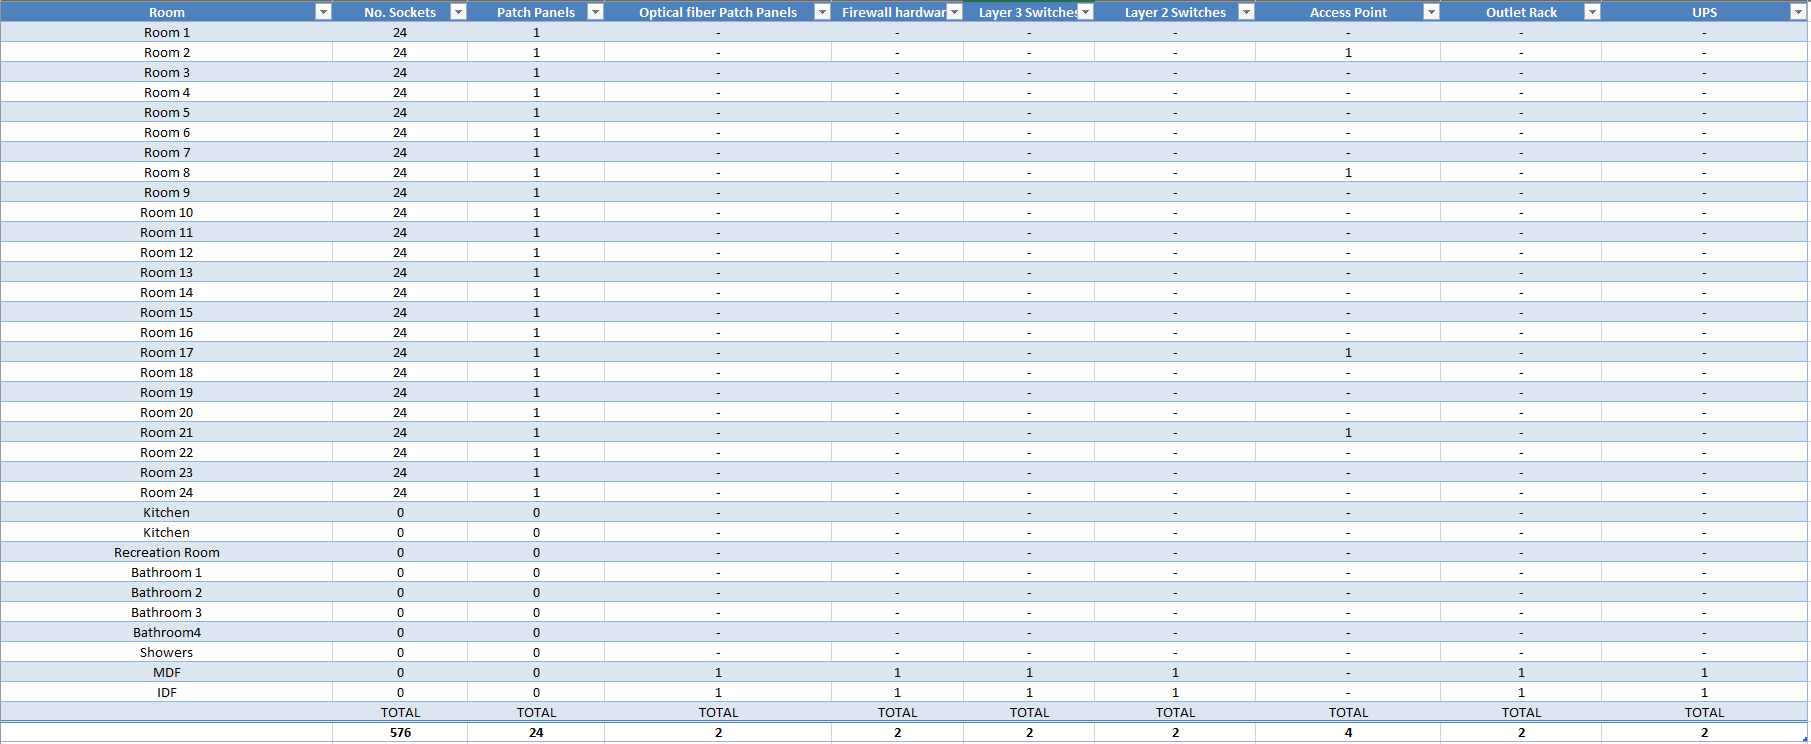 Room No. Sockets Patch Panels Optical fiber Patch Panels Firewall hardwar Layer 3 Switches Layer 2 Switches Access Point Outlet Rack UPS
Room 1 24 1 - - - - - - -
Room 2 24 1 - - - - 1 - -
Room 3 24 1 - - - - - - -
Room 4 24 1 - - - - - - -
Room 5 24 1 - - - - - - -
Room 6 24 1 - - - - - - -
Room 7 24 1 - - - - - - -
Room 8 24 1 - - - - 1 - -
Room 9 24 1 - - - - - - -
Room 10 24 1 - - - - - - -
Room 11 24 1 - - - - - - -
Room 12 24 1 - - - - - - -
Room 13 24 1 - - - - - - -
Room 14 24 1 - - - - - - -
Room 15 24 1 - - - - - - -
Room 16 24 1 - - - - - - -
Room 17 24 1 - - - - 1 - -
Room 18 24 1 - - - - - - -
Room 19 24 1 - - - - - - -
Room 20 24 1 - - - - - - -
Room 21 24 1 - - - - 1 - -
Room 22 24 1 - - - - - - -
Room 23 24 1 - - - - - - -
Room 24 24 1 - - - - - - -
Kitchen 0 0 - - - - - - -
Kitchen 0 0 - - - - - - -
Recreation Room 0 0 - - - - - - -
Bathroom 1 0 0 - - - - - - -
Bathroom 2 0 0 - - - - - - -
Bathroom 3 0 0 - - - - - - -
Bathroom4 0 0 - - - - - - -
Showers 0 0 - - - - - - -
MDF 0 0 1 1 1 1 - 1 1
IDF 0 0 1 1 1 1 - 1 1
TOTAL TOTAL TOTAL TOTAL TOTAL TOTAL TOTAL TOTAL TOTAL
576 24 2 2 2 2 4 2 2